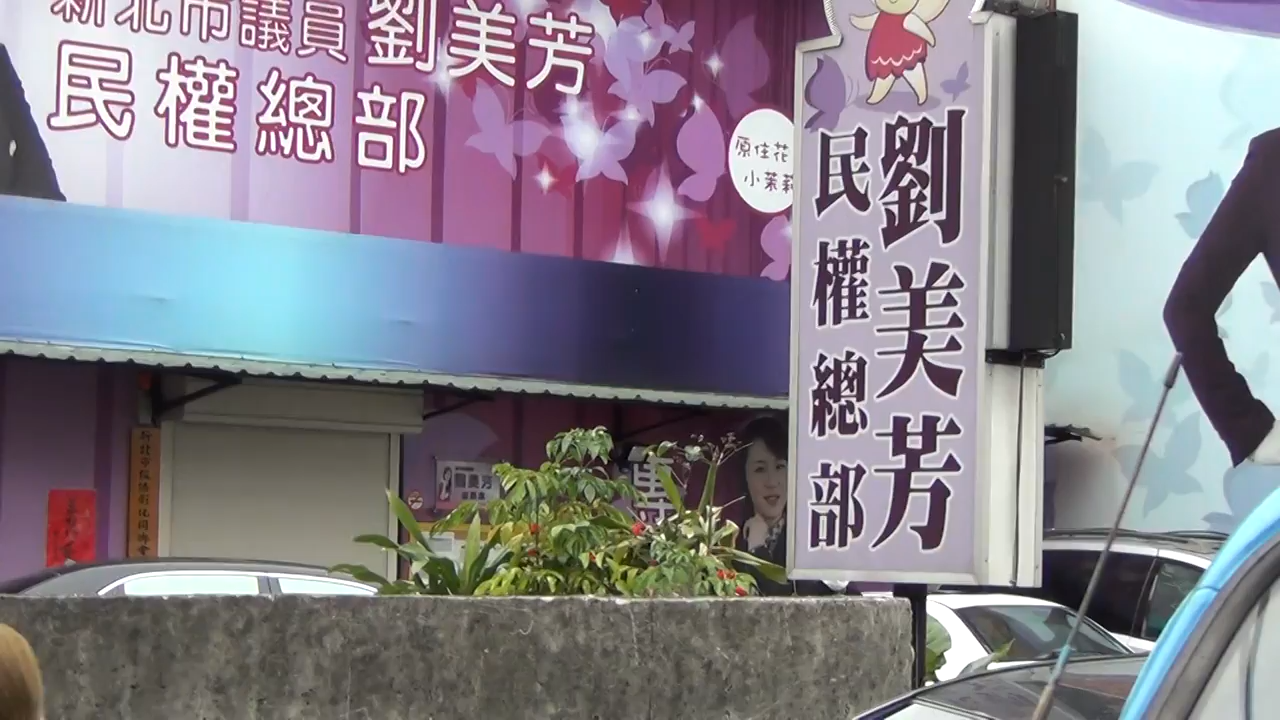 新北市議員 劉美芳
民權總部
原住花
小茉莉
劉美芳
民權總部